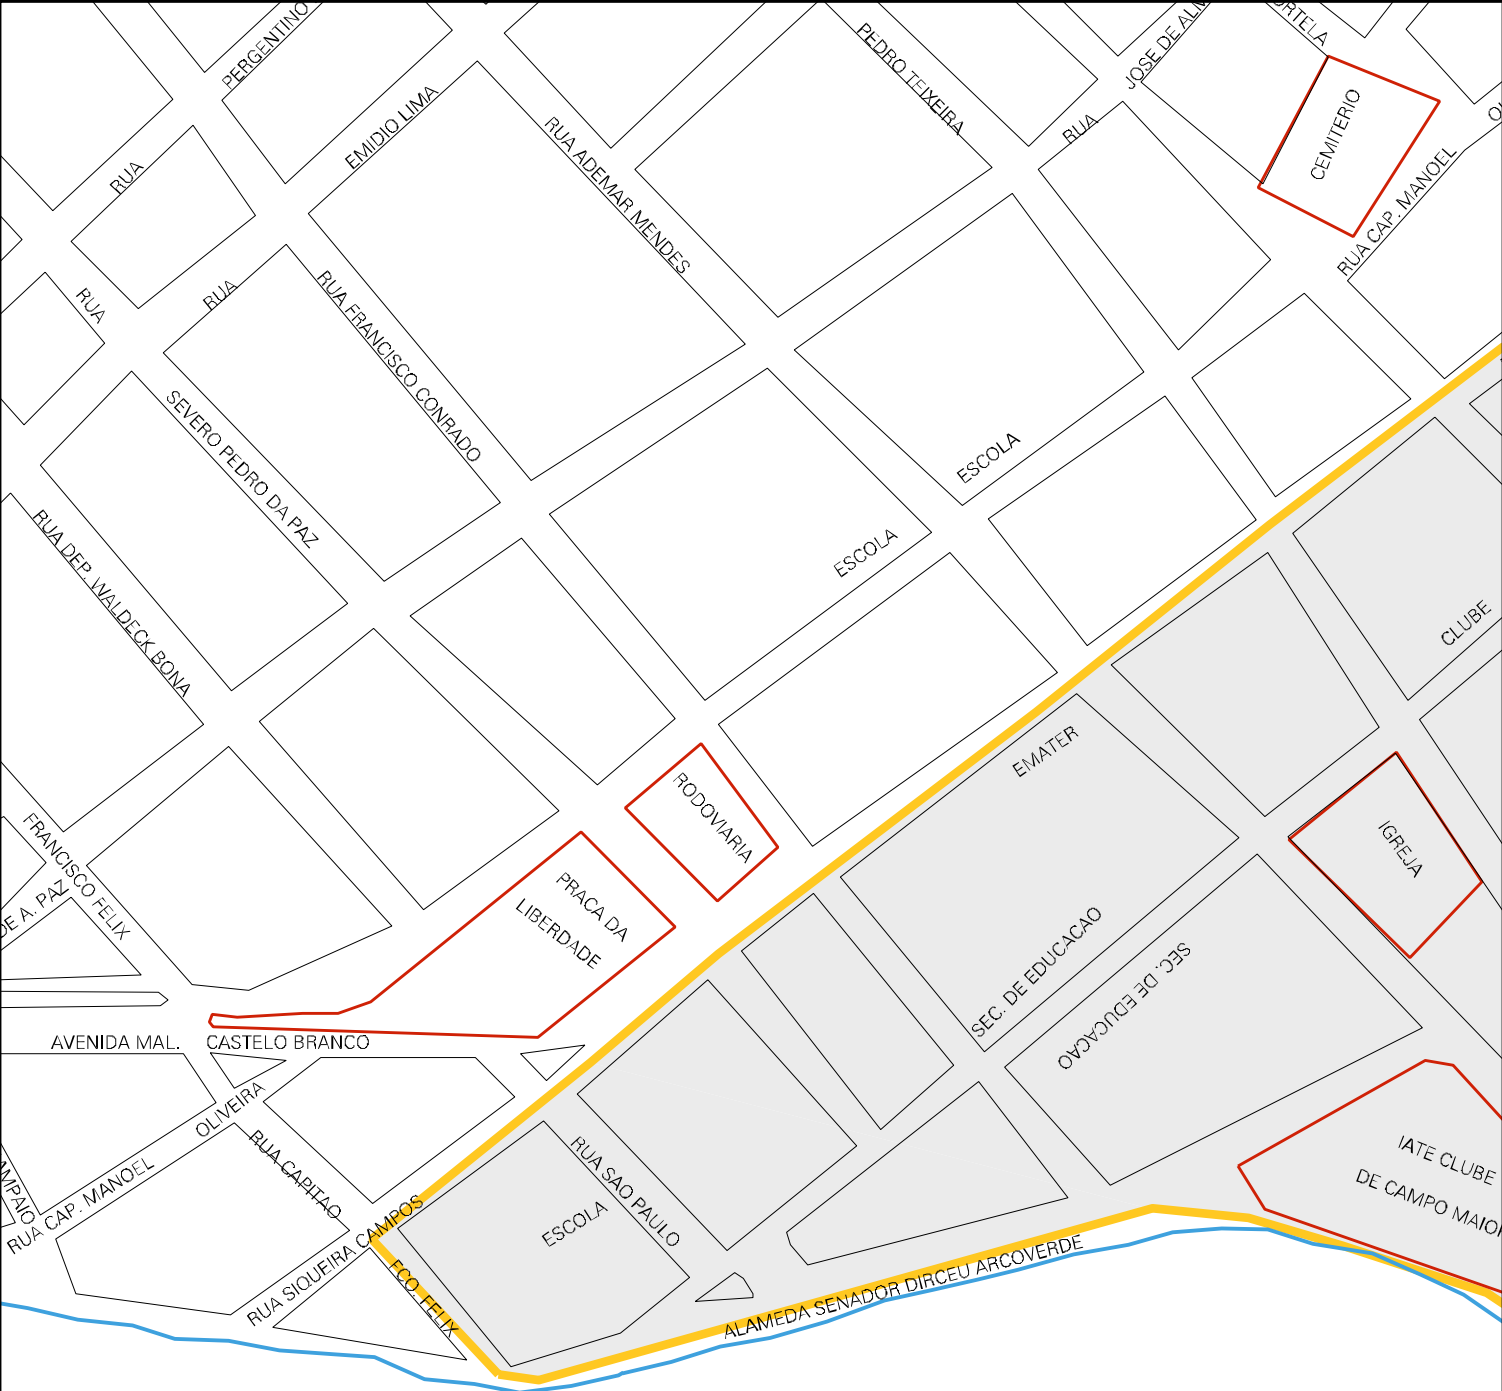 PERGENTINO
PEDRO TEIXEIRA
JOSE DE ALM
ORTELA
EMIDIO LIMA
RUA ADEMAR MENDES
RUA
CEMITERIO
RUA CAP. MANOEL
RUA
RUA
RUA
RUA FRANCISCO CONRADO
SEVERO PEDRO DA PAZ
ESCOLA
ESCOLA
RUA DEP. WALDECK BONA
CLUBE
EMATER
RODOVIARIA
IGREJA
FRANCISCO FELIX
DE A. PAZ
PRACA DA
LIBERDADE
SEC. DE EDUCACAO
SEC. DE EDUCACAO
AVENIDA MAL. CASTELO BRANCO
OLIVEIRA
RUA CAPITAO
RUA CAP. MANOEL
AMPAIO
RUA SIQUEIRA CAMPOS
FCO. FELIX
ESCOLA
RUA SAO PAULO
ALAMEDA SENADOR DIRCEU ARCOVERDE
IATE CLUBE
DE CAMPO MAIOR